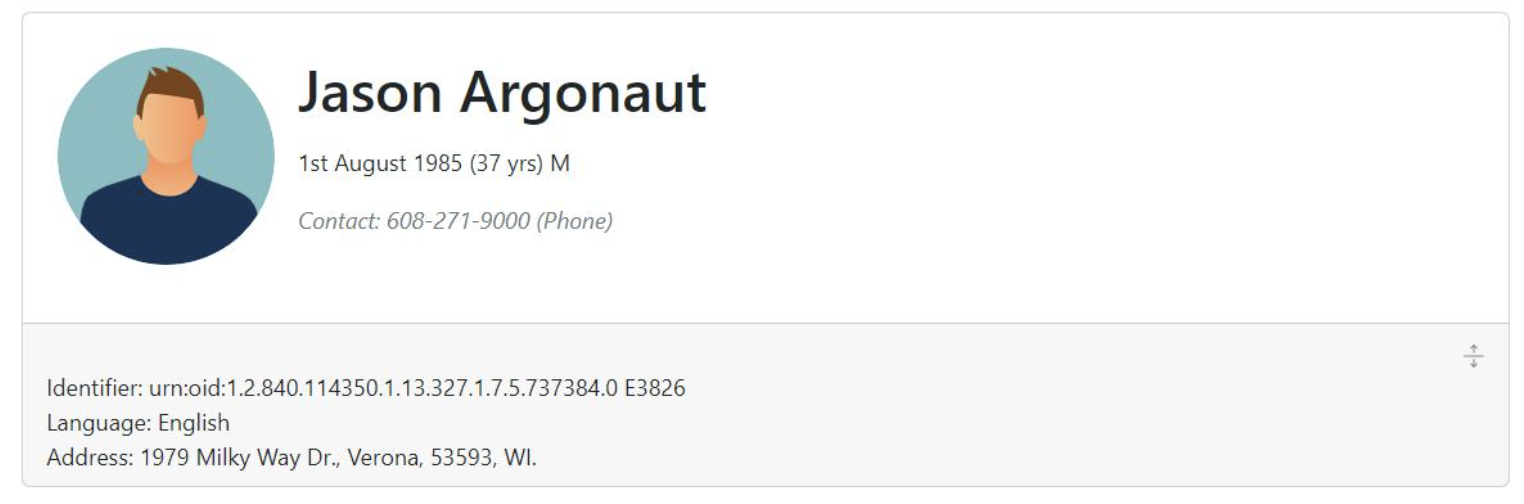 Jason Argonaut
1st August 1985 (37 yrs) M
Contact: 608-271-9000 (Phone)
Identifier: urn:oid:1.2.840.114350.1.13.327.1.7.5.737384.0 E3826
Language: English
Address: 1979 Milky Way Dr., Verona, 53593, WI.